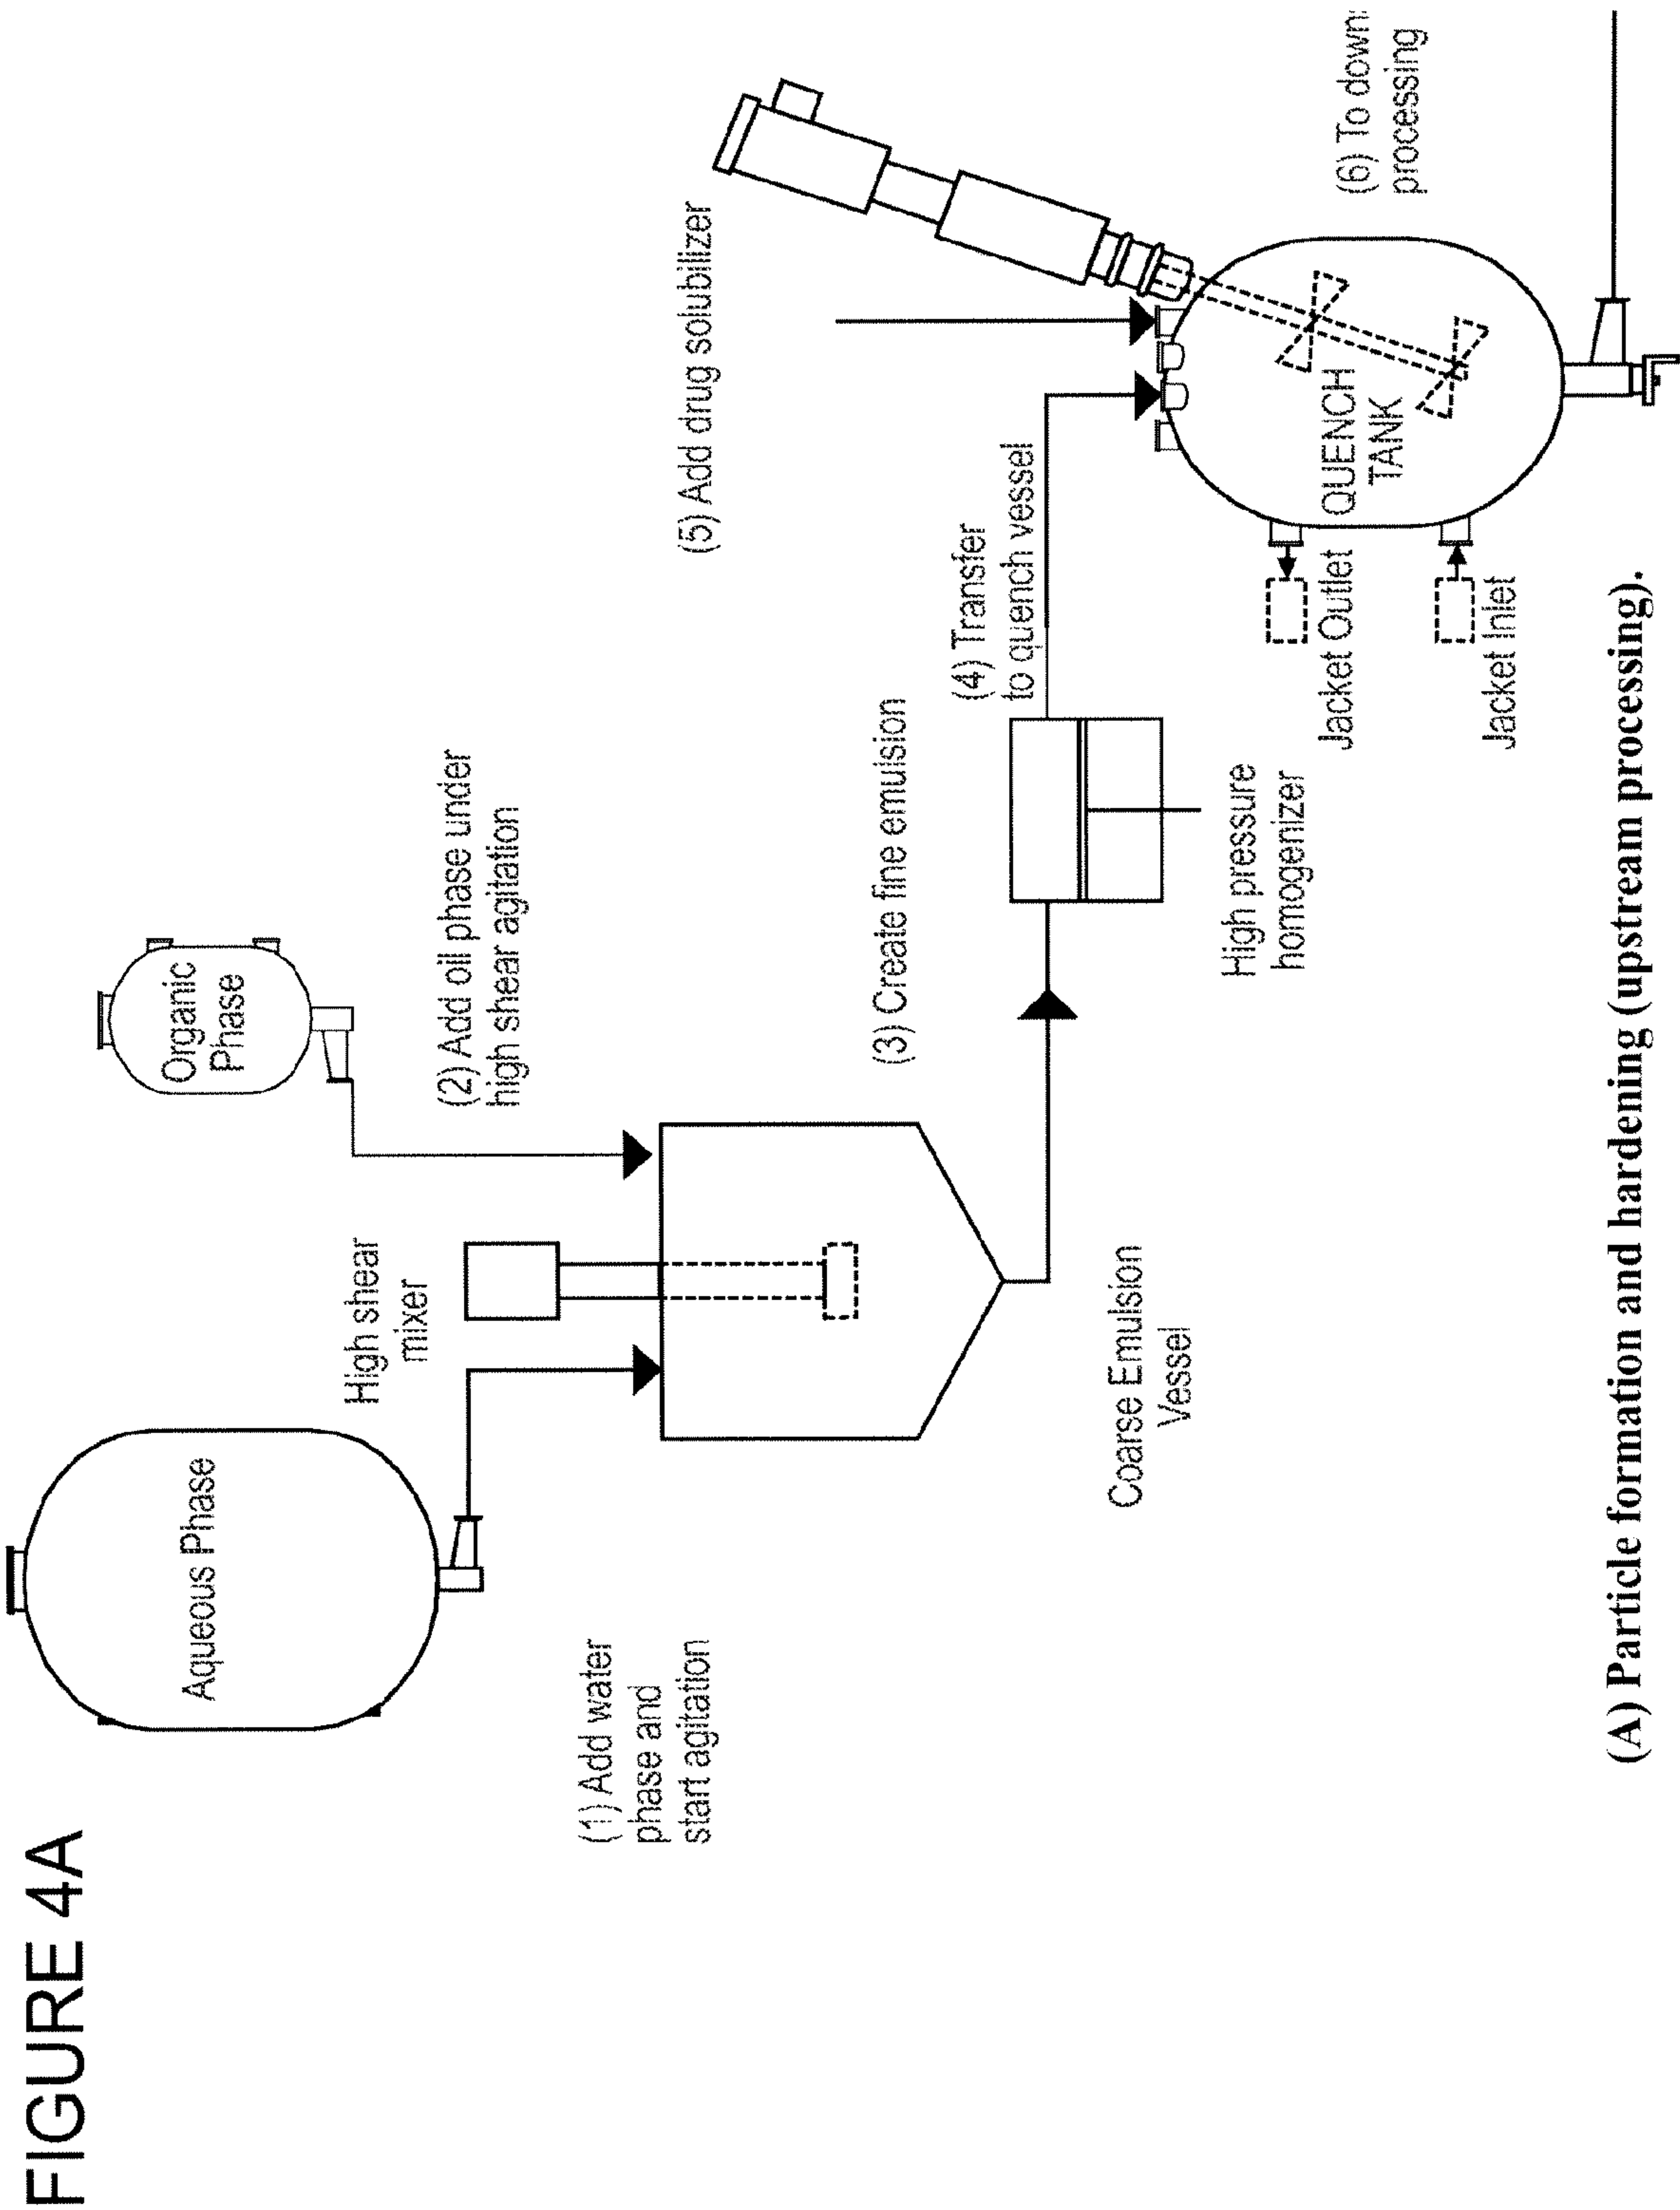 FIGURE 4A
Aqueous Phase
Organic
Phase
High shear
mixer
(1) Add water
phase and
start agitation
(2) Add oil phase under
high shear agitation
Coarse Emulsion
Vessel
(3) Create fine emulsion
High pressure
homogenizer
(4) Transfer
to quench vessel
(5) Add drug solubilizer
QUENCH
TANK
Jacket Outlet
Jacket Inlet
(6) To down
processing
(A) Particle formation and hardening (upstream processing).